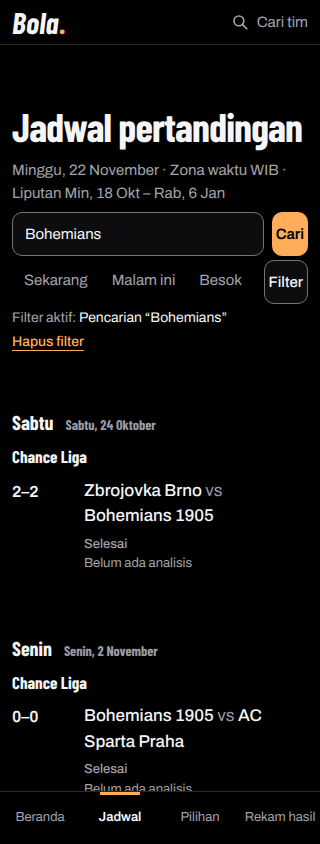 Bola.
Cari tim
Jadwal pertandingan
Minggu, 22 November · Zona waktu WIB ·
Liputan Min, 18 Okt – Rab, 6 Jan
Bohemians
Cari
Sekarang
Malam ini
Besok
Filter
Filter aktif: Pencarian “Bohemians”
Hapus filter
Sabtu Sabtu, 24 Oktober
Chance Liga
2–2
Zbrojovka Brno vs
Bohemians 1905
Selesai
Belum ada analisis
Senin Senin, 2 November
Chance Liga
0–0
Bohemians 1905 vs AC
Sparta Praha
Selesai
Belum ada analisis
Beranda
Jadwal
Pilihan
Rekam hasil